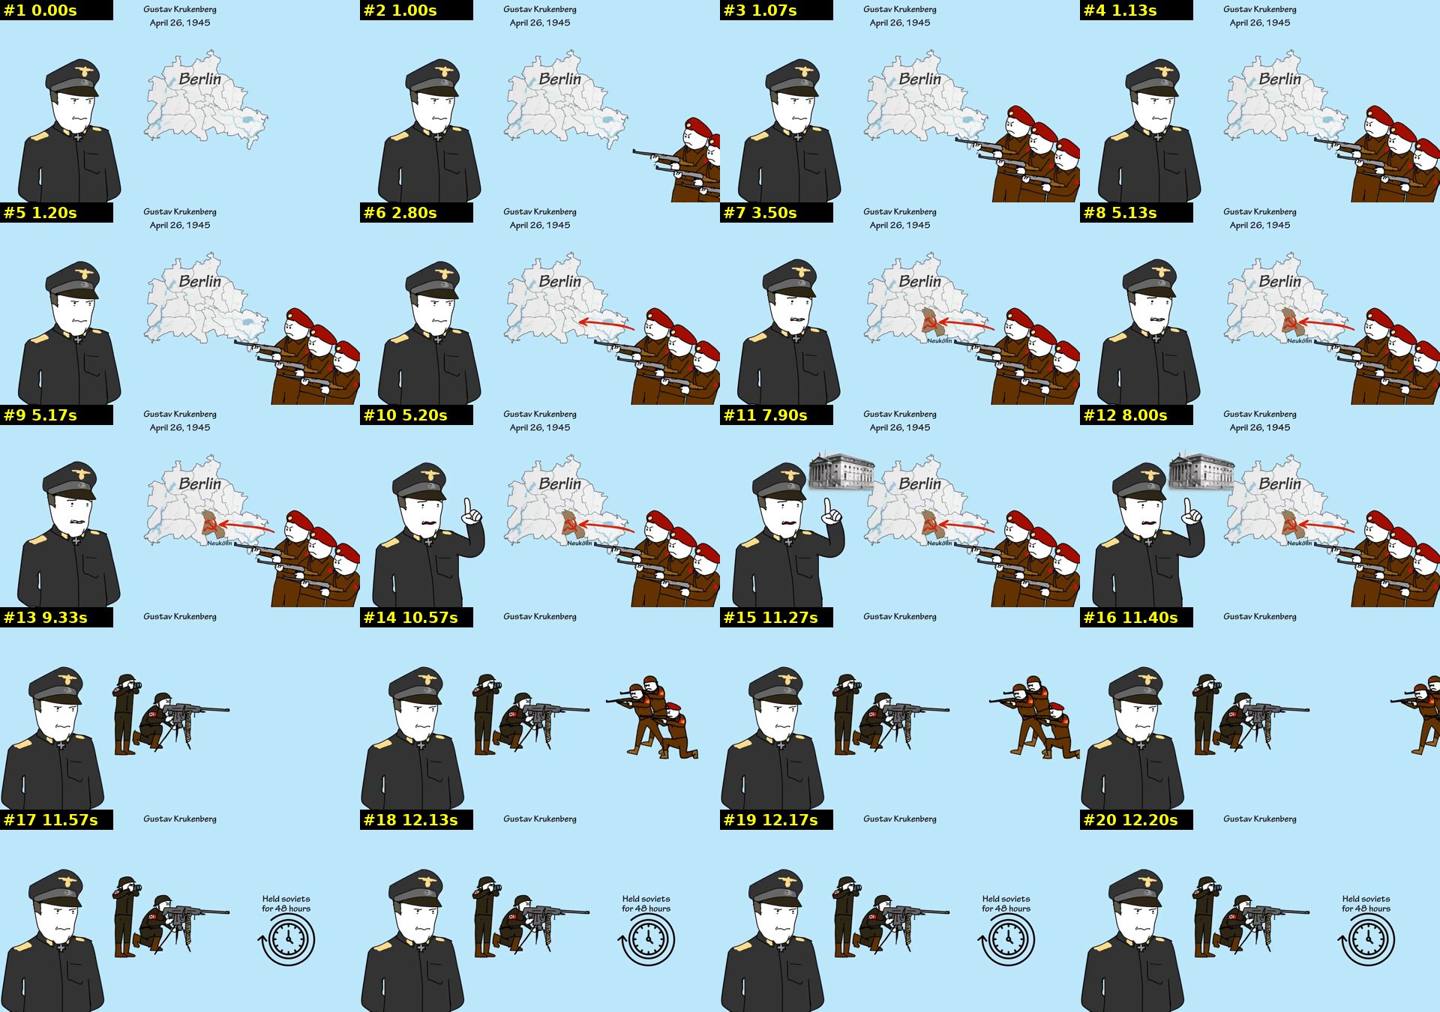 #1 0.00s
Gustav Krukenberg
April 26, 1945
Berlin
#2 1.00s
Gustav Krukenberg
April 26, 1945
Berlin
#3 1.07s
Gustav Krukenberg
April 26, 1945
Berlin
#4 1.13s
Gustav Krukenberg
April 26, 1945
Berlin
#5 1.20s
Gustav Krukenberg
April 26, 1945
Berlin
#6 2.80s
Gustav Krukenberg
April 26, 1945
Berlin
#7 3.50s
Gustav Krukenberg
April 26, 1945
Berlin
Neukölln
#8 5.13s
Gustav Krukenberg
April 26, 1945
Berlin
Neukölln
#9 5.17s
Gustav Krukenberg
April 26, 1945
Berlin
Neukölln
#10 5.20s
Gustav Krukenberg
April 26, 1945
Berlin
Neukölln
#11 7.90s
Gustav Krukenberg
April 26, 1945
Berlin
Neukölln
#12 8.00s
Gustav Krukenberg
April 26, 1945
Berlin
Neukölln
#13 9.33s
Gustav Krukenberg
#14 10.57s
Gustav Krukenberg
#15 11.27s
Gustav Krukenberg
#16 11.40s
Gustav Krukenberg
#17 11.57s
Gustav Krukenberg
Held soviets
for 48 hours
#18 12.13s
Gustav Krukenberg
Held soviets
for 48 hours
#19 12.17s
Gustav Krukenberg
Held soviets
for 48 hours
#20 12.20s
Gustav Krukenberg
Held soviets
for 48 hours